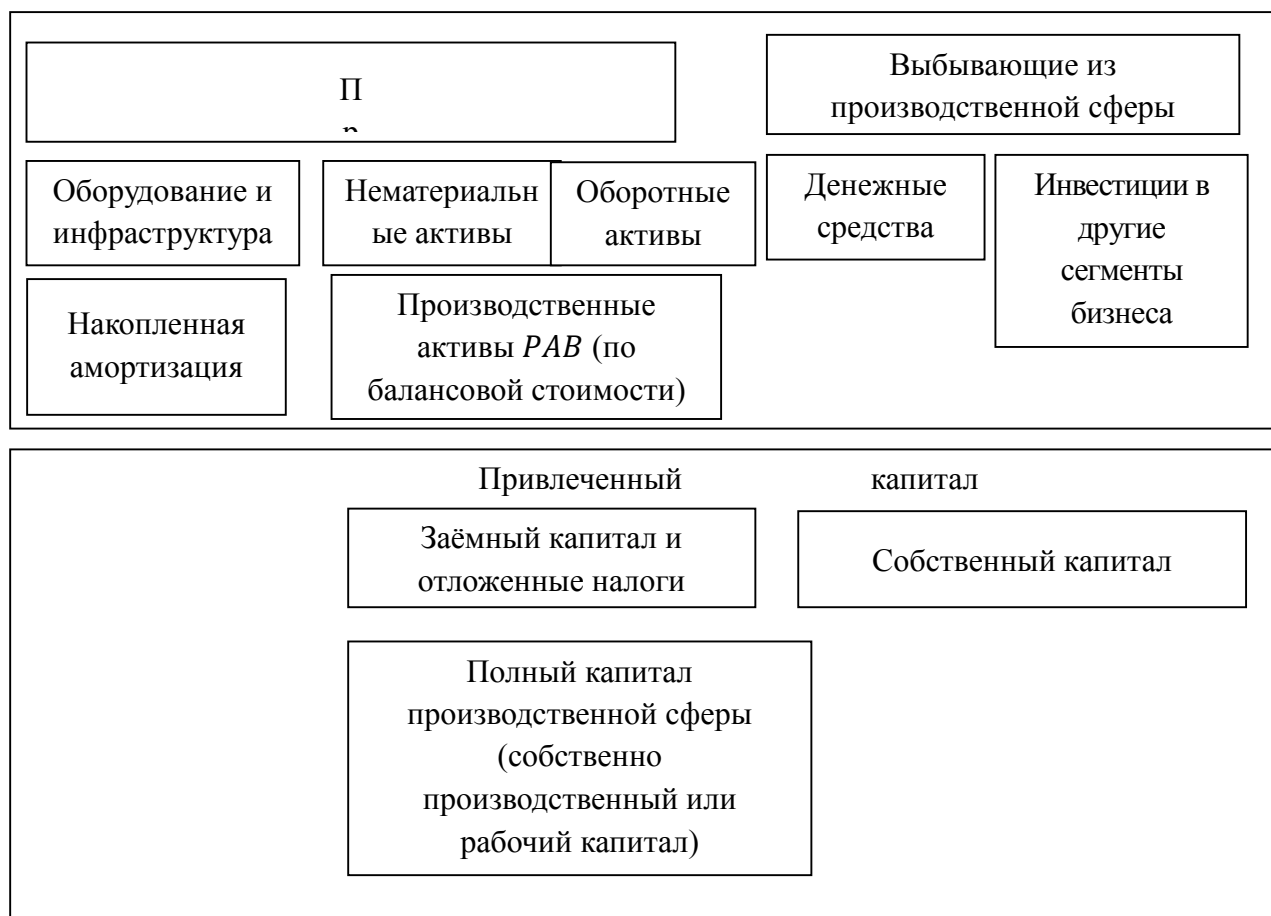 П
Выбывающие из
производственной сферы
Оборудование и
инфраструктура
Нематериальн
ые активы
Оборотные
активы
Денежные
средства
Инвестиции в
другие
сегменты
бизнеса
Накопленная
амортизация
Производственные
активы PAB (по
балансовой стоимости)
Привлеченный капитал
Заёмный капитал и
отложенные налоги
Собственный капитал
Полный капитал
производственной сферы
(собственно
производственный или
рабочий капитал)